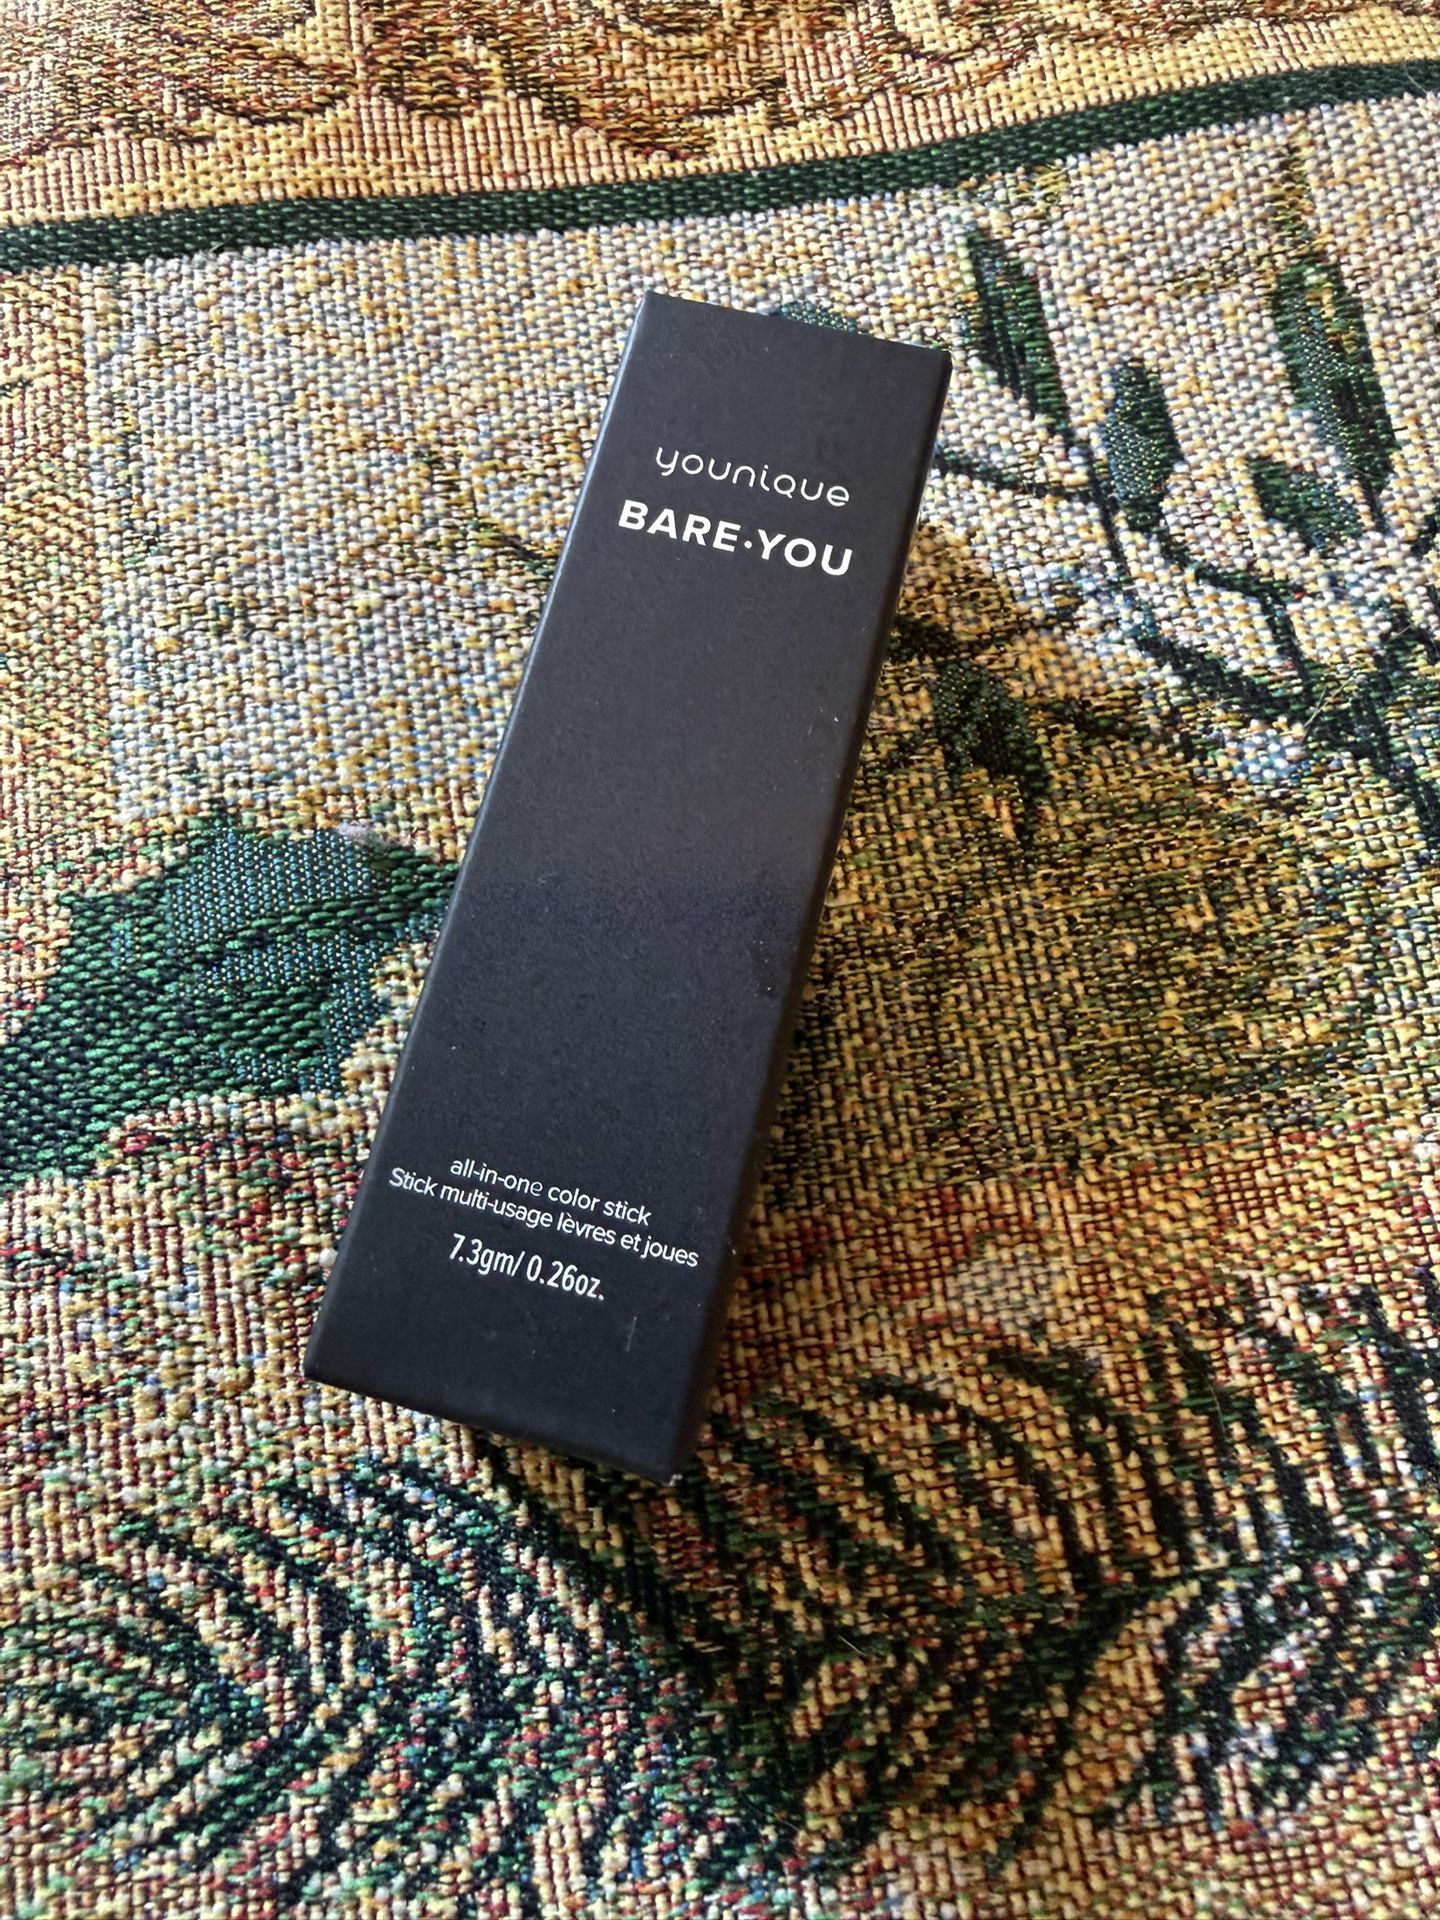 younique
BARE·YOU
all-in-one color stick
Stick multi-usage lèvres et joues
7.3gm/ 0.26oz.